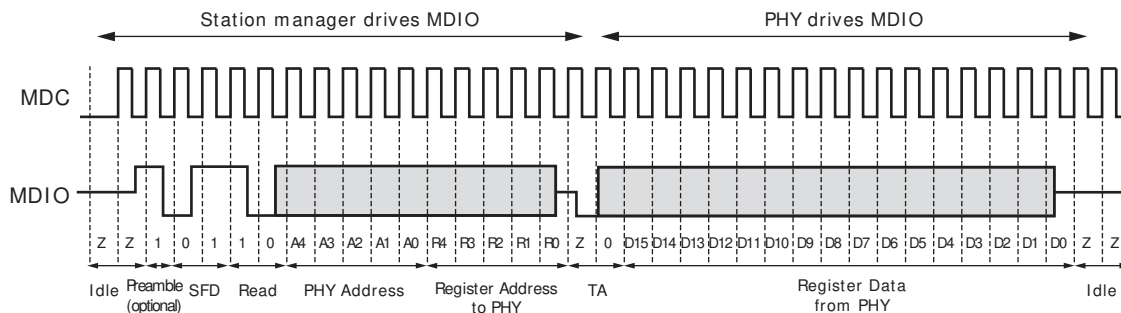 Station manager drives MDIO PHY drives MDIO
MDC
MDIO
Z Z 1 0 1 1 0 A4 A3 A2 A1 A0 R4 R3 R2 R1 R0 Z 0 D15 D14 D13 D12 D11 D10 D9 D8 D7 D6 D5 D4 D3 D2 D1 D0 Z Z
Idle Preamble SFD Read PHY Address Register Address TA Register Data Idle
(optional) to PHY from PHY